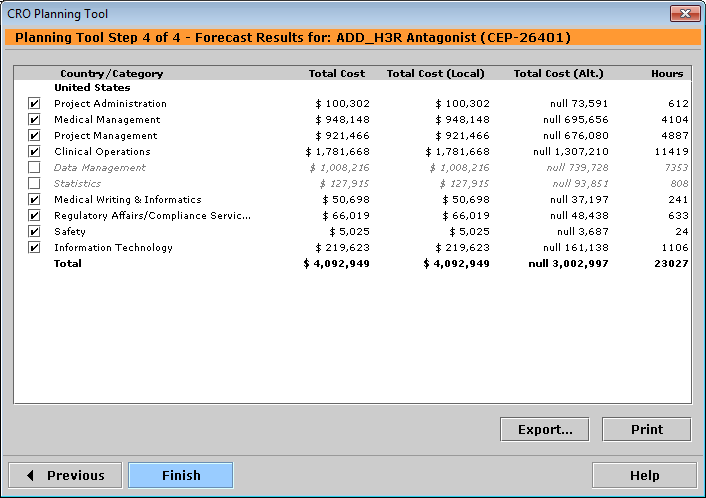 CRO Planning Tool
Planning Tool Step 4 of 4 - Forecast Results for: ADD_H3R Antagonist (CEP-26401)
Country/Category Total Cost Total Cost (Local) Total Cost (Alt.) Hours
United States
Project Administration $ 100,302 $ 100,302 null 73,591 612
Medical Management $ 948,148 $ 948,148 null 695,656 4104
Project Management $ 921,466 $ 921,466 null 676,080 4887
Clinical Operations $ 1,781,668 $ 1,781,668 null 1,307,210 11419
Data Management $ 1,008,216 $ 1,008,216 null 739,728 7353
Statistics $ 127,915 $ 127,915 null 93,851 808
Medical Writing & Informatics $ 50,698 $ 50,698 null 37,197 241
Regulatory Affairs/Compliance Servic... $ 66,019 $ 66,019 null 48,438 633
Safety $ 5,025 $ 5,025 null 3,687 24
Information Technology $ 219,623 $ 219,623 null 161,138 1106
Total $ 4,092,949 $ 4,092,949 null 3,002,997 23027
Export... Print
Previous Finish Help